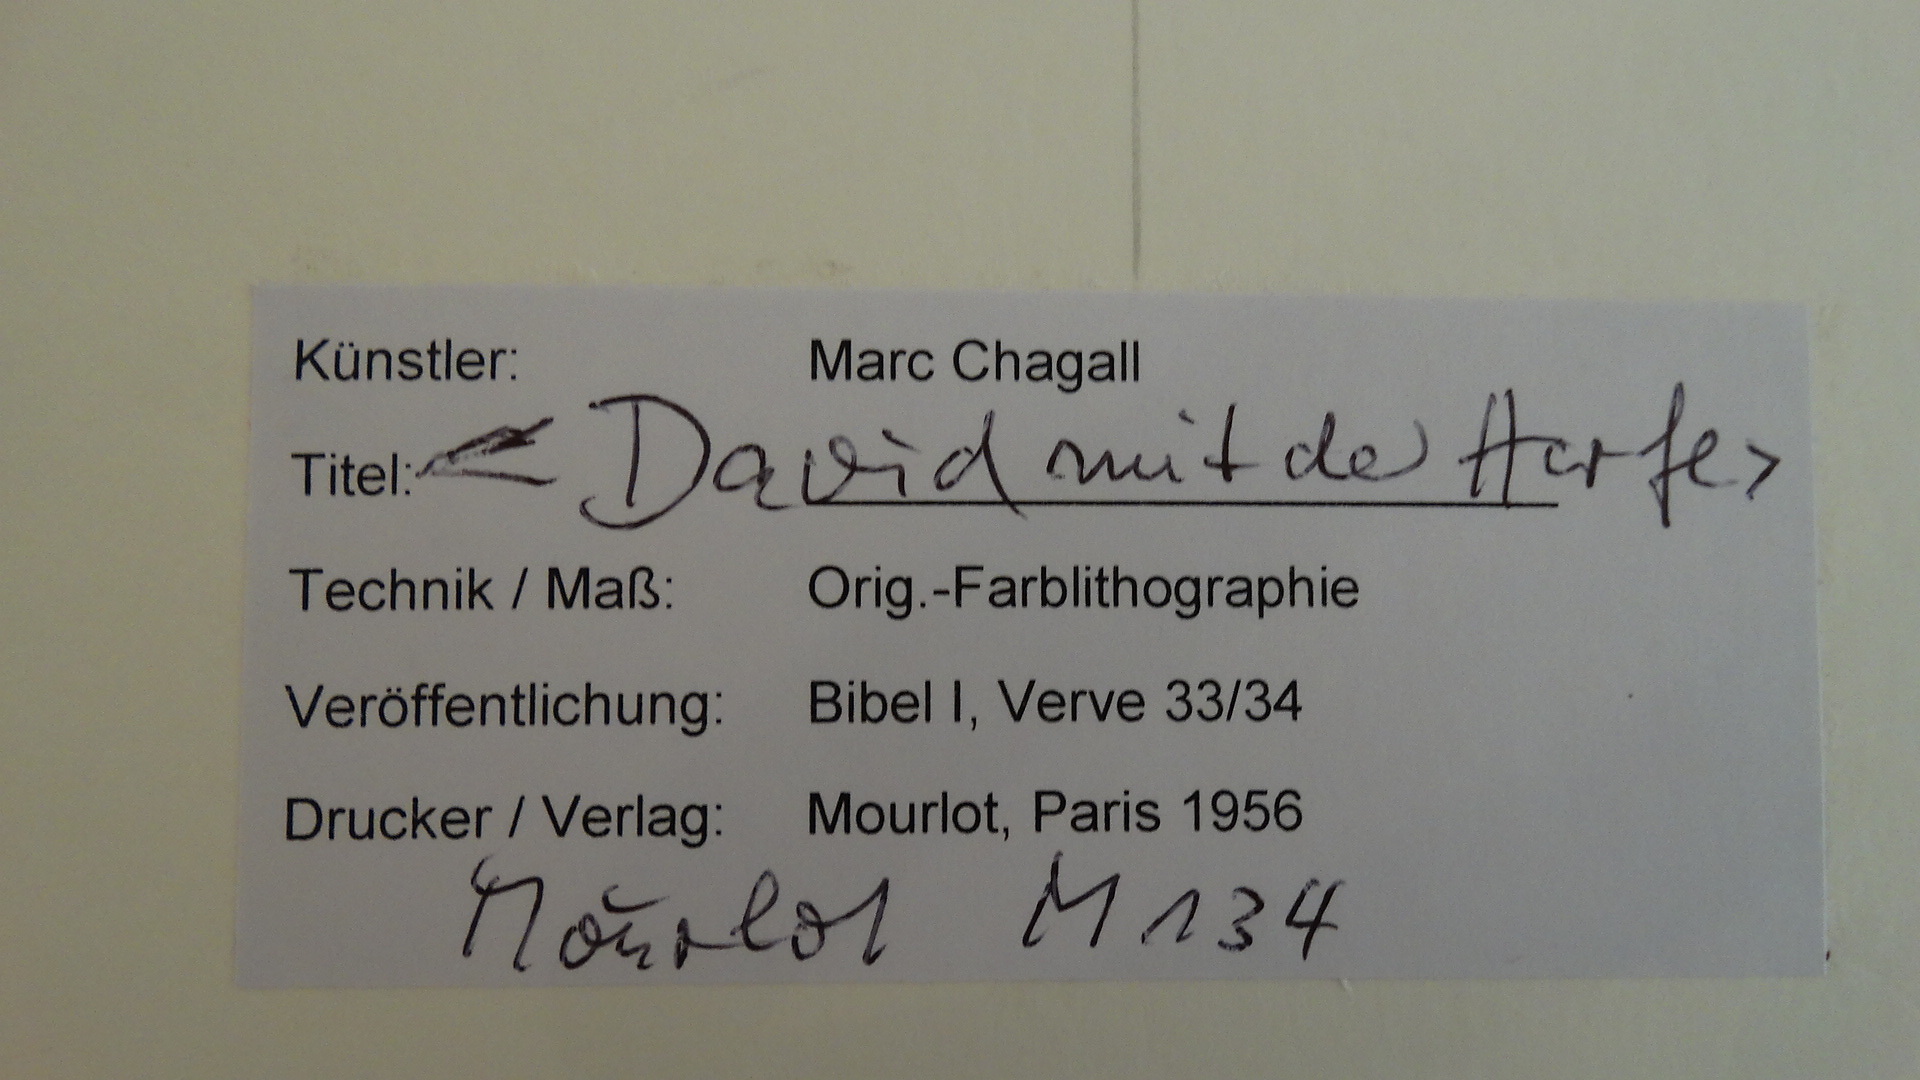 Künstler: Marc Chagall
Titel: < David mit der Harfe >
Technik / Maß: Orig.-Farblithographie
Veröffentlichung: Bibel I, Verve 33/34
Drucker / Verlag: Mourlot, Paris 1956
Mourlot M 134